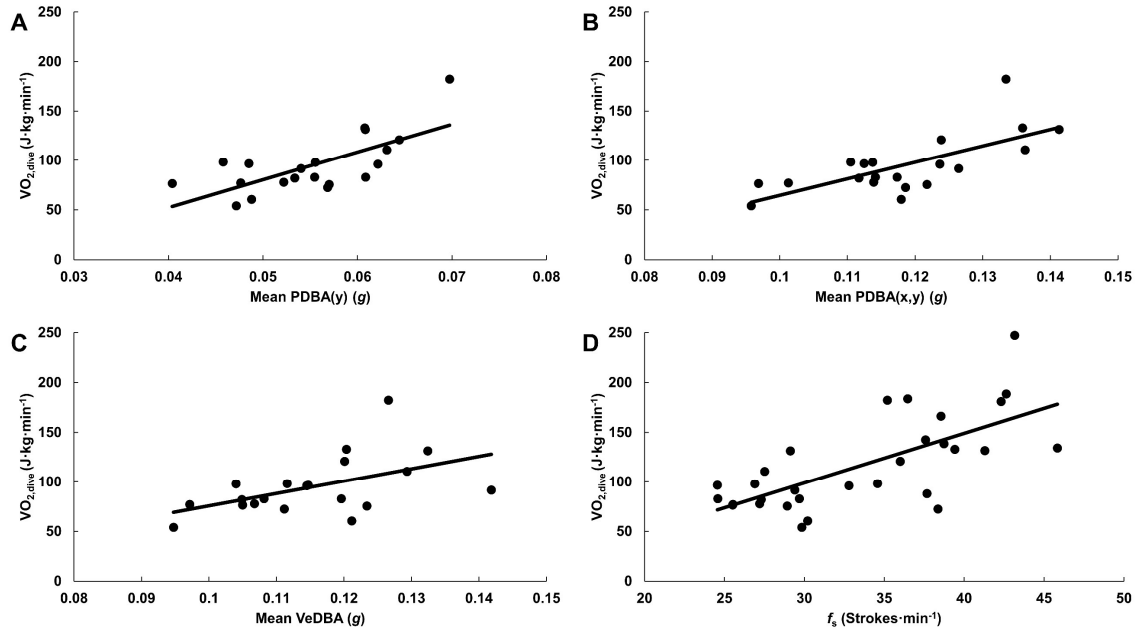 A
250
200
150
100
50
0
VO2,dive (J·kg·min-1)
0.03 0.04 0.05 0.06 0.07 0.08
Mean PDBA(y) (g)
B
250
200
150
100
50
0
VO2,dive (J·kg·min-1)
0.08 0.09 0.1 0.11 0.12 0.13 0.14 0.15
Mean PDBA(x,y) (g)
C
250
200
150
100
50
0
VO2,dive (J·kg·min-1)
0.08 0.09 0.1 0.11 0.12 0.13 0.14 0.15
Mean VeDBA (g)
D
250
200
150
100
50
0
VO2,dive (J·kg·min-1)
20 25 30 35 40 45 50
fs (Strokes·min-1)